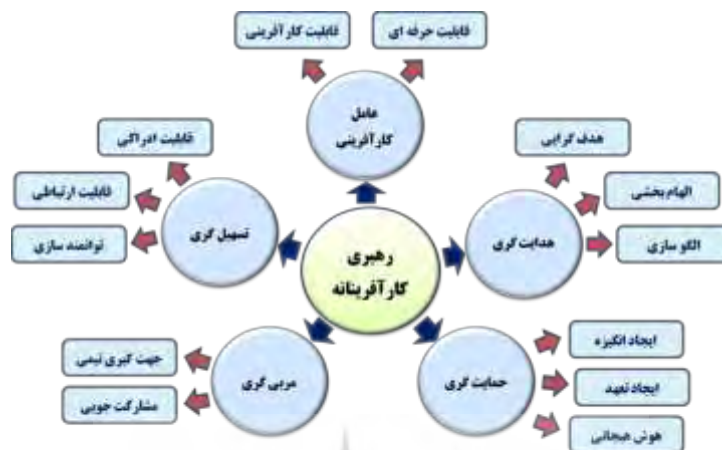 قابلیت حرفه ای
قابلیت کارآفرینی
عامل
کارآفرینی
قابلیت ادراکی
هدف گرایی
قابلیت ارتباطی
الهام بخشی
تسهیل گری
توانمند سازی
هدایت گری
الگو سازی
رهبری
کارآفرینانه
ایجاد انگیزه
جهت گیری تیمی
مربی گری
حمایت گری
ایجاد تعهد
مشارکت جویی
هوش هیجانی